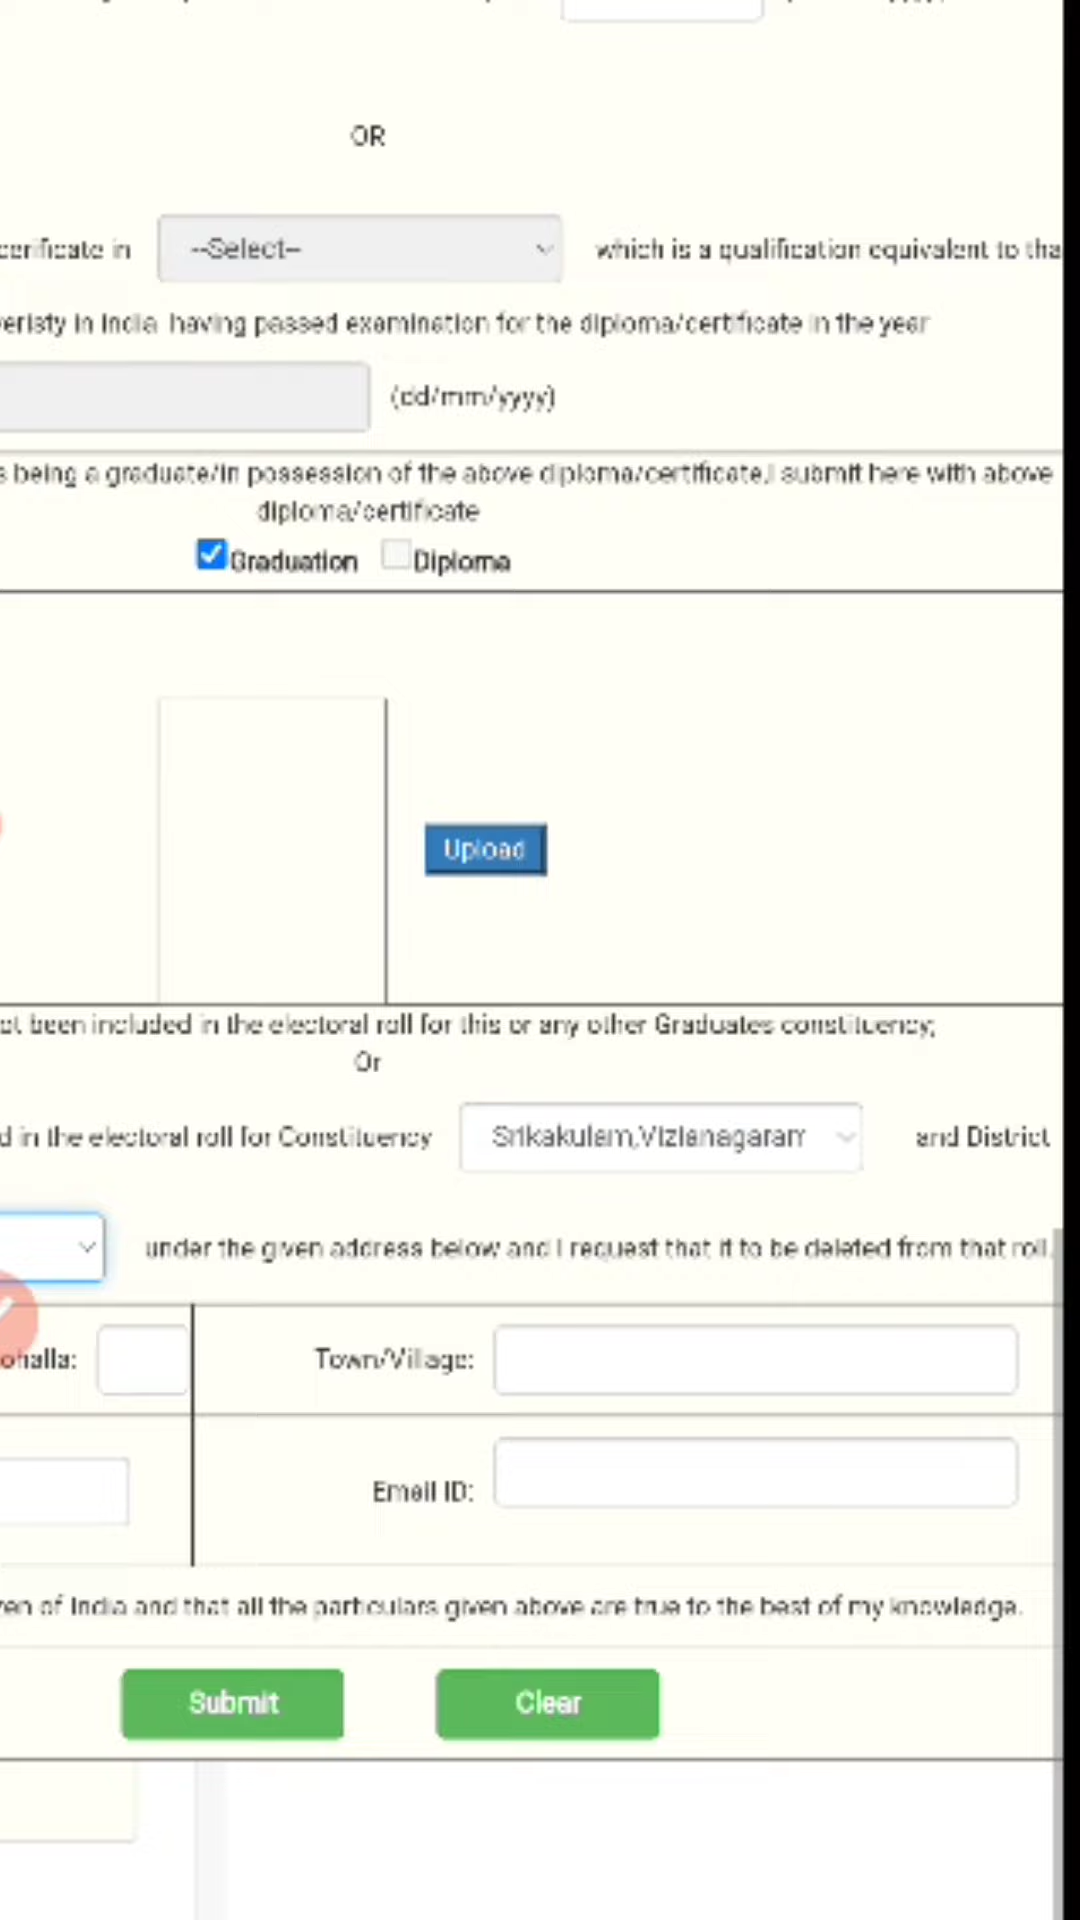 OR
cerificate in --Select-- which is a qualification equivalent to tha
veristy in India having passed examination for the diploma/certificate in the year
(dd/mm/yyyy)
s being a graduate/in possession of the above diploma/certificate,I submit here with above
diploma/certificate
Graduation Diploma
Upload
ot been included in the electoral roll for this or any other Graduates constituency;
Or
d in the electoral roll for Constituency Srikakulam,Vizianagaram and District
under the given address below and I request that it to be deleted from that roll.
ohalla: Town/Village:
Email ID:
zen of India and that all the particulars given above are true to the best of my knowledge.
Submit Clear